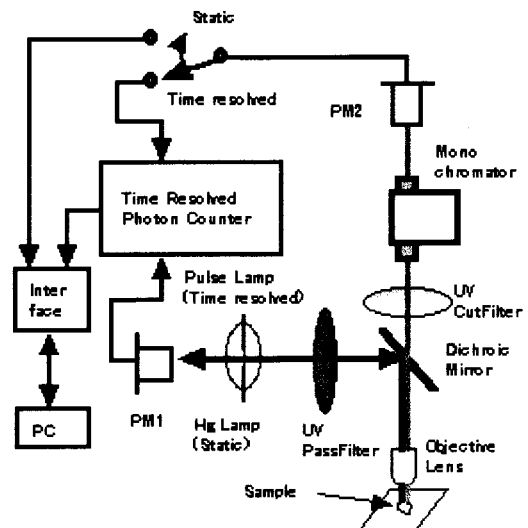 Static
Time resolved
PM2
Mono
chromator
Time Resolved
Photon Counter
Pulse Lamp
(Time resolved)
Inter
face
UV
CutFilter
Dichroic
Mirror
PM1
Hg Lamp
(Static)
UV
PassFilter
PC
Objective
Lens
Sample